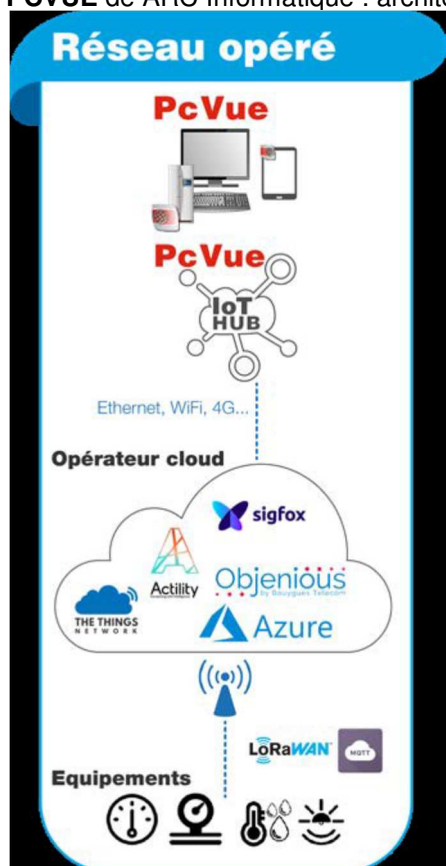 PCVUE de ARC Informatique : archite
Réseau opéré
PcVue
PcVue
IoT
HUB
Ethernet, WiFi, 4G...
Opérateur cloud
sigfox
Actility
Objenious
by Bouygues Telecom
THE THINGS
NETWORK
Azure
LoRaWAN
MQTT
Equipements